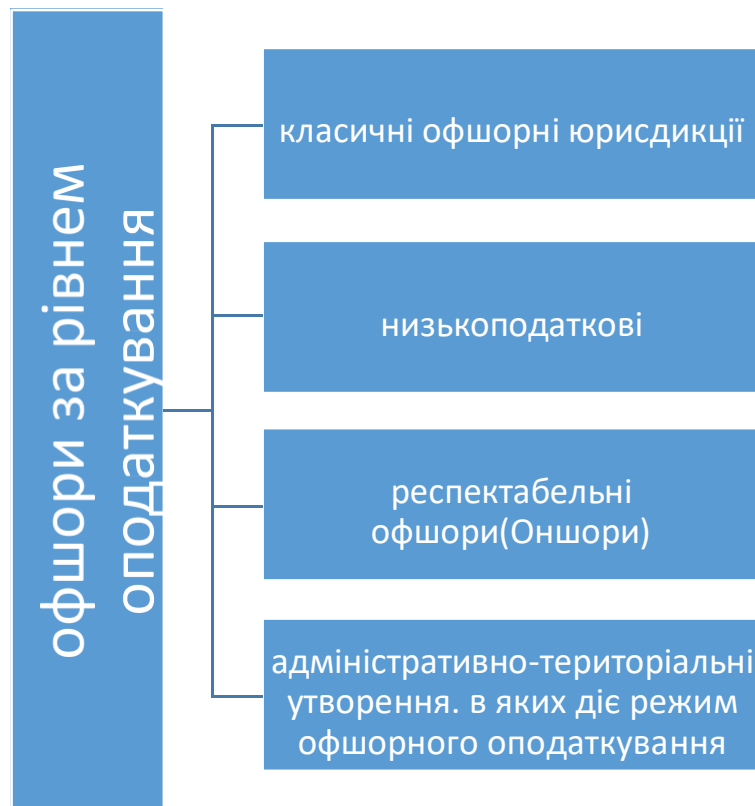 офшори за рівнем
оподаткування
класичні офшорні юрисдикції
низькоподаткові
респектабельні
офшори(Оншори)
адміністративно-територіальні
утворення. в яких діє режим
офшорного оподаткування